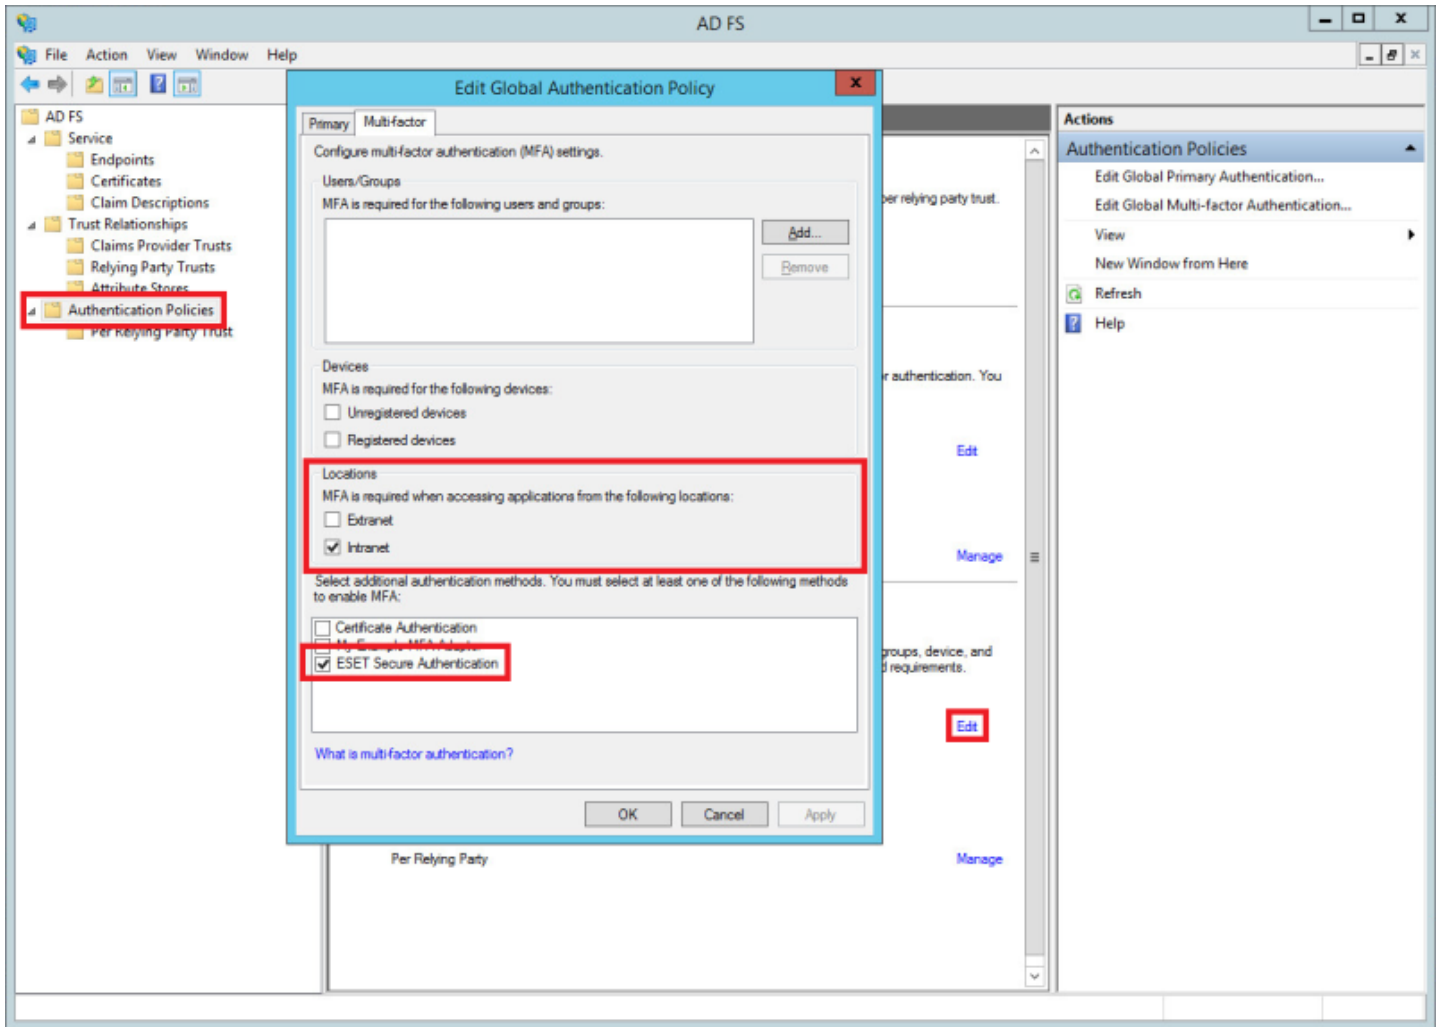 AD FS
File Action View Window Help
AD FS
Service
Endpoints
Certificates
Claim Descriptions
Trust Relationships
Claims Provider Trusts
Relying Party Trusts
Attribute Stores
Authentication Policies
Per Relying Party Trust
Edit Global Authentication Policy
Primary Multi-factor
Configure multi-factor authentication (MFA) settings.
Users/Groups
MFA is required for the following users and groups:
Add...
Remove
Devices
MFA is required for the following devices:
Unregistered devices
Registered devices
Locations
MFA is required when accessing applications from the following locations:
Extranet
Intranet
Select additional authentication methods. You must select at least one of the following methods
to enable MFA:
Certificate Authentication
My Example MFA Adapter
ESET Secure Authentication
What is multi-factor authentication?
OK Cancel Apply
per relying party trust.
r authentication. You
Edit
Manage
groups, device, and
d requirements.
Edit
Per Relying Party
Manage
Actions
Authentication Policies
Edit Global Primary Authentication...
Edit Global Multi-factor Authentication...
View
New Window from Here
Refresh
Help